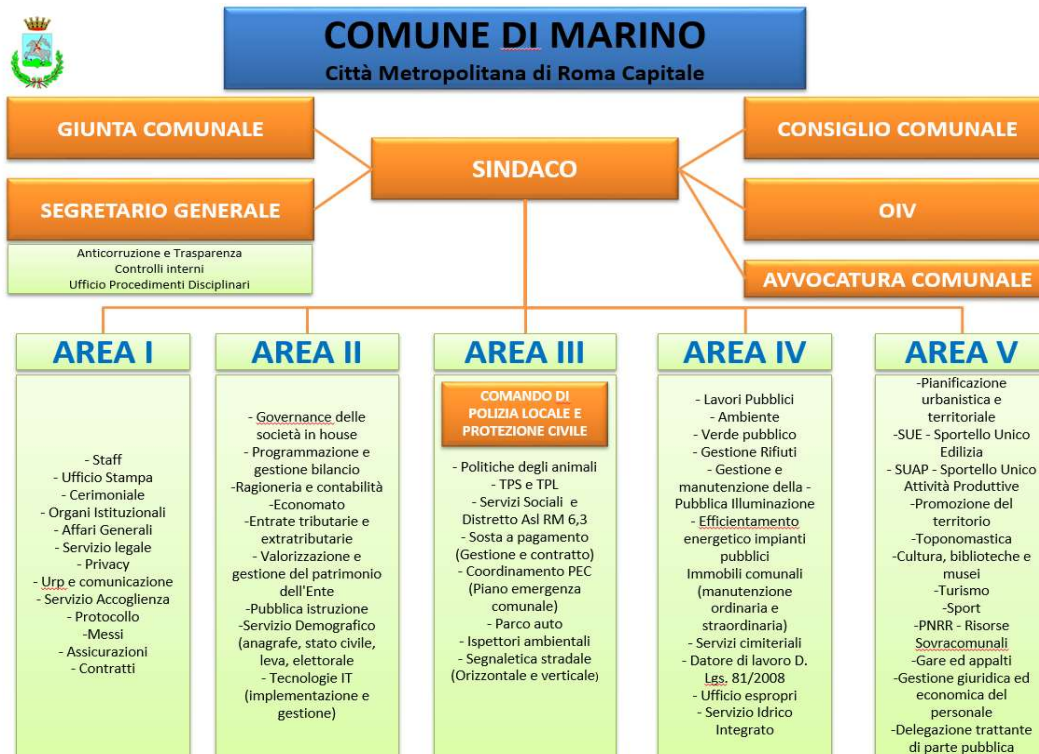 COMUNE DI MARINO
Città Metropolitana di Roma Capitale
GIUNTA COMUNALE
SEGRETARIO GENERALE
Anticorruzione e Trasparenza
Controlli interni
Ufficio Procedimenti Disciplinari
SINDACO
CONSIGLIO COMUNALE
OIV
AVVOCATURA COMUNALE
AREA I
- Staff
- Ufficio Stampa
- Cerimoniale
- Organi Istituzionali
- Affari Generali
- Servizio legale
- Privacy
- Urp e comunicazione
- Servizio Accoglienza
- Protocollo
-Messi
- Assicurazioni
- Contratti
AREA II
- Governance delle
società in house
- Programmazione e
gestione bilancio
-Ragioneria e contabilità
-Economato
-Entrate tributarie e
extratributarie
- Valorizzazione e
gestione del patrimonio
dell'Ente
-Pubblica istruzione
-Servizio Demografico
(anagrafe, stato civile,
leva, elettorale
- Tecnologie IT
(implementazione e
gestione)
AREA III
COMANDO DI
POLIZIA LOCALE E
PROTEZIONE CIVILE
- Politiche degli animali
- TPS e TPL
- Servizi Sociali e
Distretto Asl RM 6,3
- Sosta a pagamento
(Gestione e contratto)
- Coordinamento PEC
(Piano emergenza
comunale)
- Parco auto
- Ispettori ambientali
- Segnaletica stradale
(Orizzontale e verticale)
AREA IV
- Lavori Pubblici
- Ambiente
- Verde pubblico
- Gestione Rifiuti
- Gestione e
manutenzione della -
Pubblica Illuminazione
- Efficientamento
energetico impianti
pubblici
Immobili comunali
(manutenzione
ordinaria e
straordinaria)
- Servizi cimiteriali
- Datore di lavoro D.
Lgs. 81/2008
- Ufficio espropri
- Servizio Idrico
Integrato
AREA V
-Pianificazione
urbanistica e
territoriale
-SUE - Sportello Unico
Edilizia
- SUAP - Sportello Unico
Attività Produttive
-Promozione del
territorio
-Toponomastica
-Cultura, biblioteche e
musei
-Turismo
-Sport
-PNRR - Risorse
Sovracomunali
-Gare ed appalti
-Gestione giuridica ed
economica del
personale
-Delegazione trattante
di parte pubblica